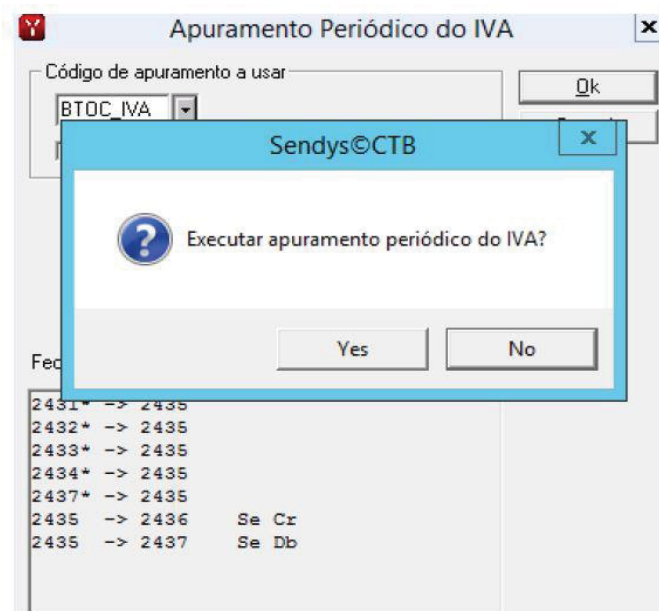 Apuramento Periódico do IVA
Código de apuramento a usar
BTOC_IVA
Ok
Sendys©CTB
Executar apuramento periódico do IVA?
Yes
No
2431* -> 2435
2432* -> 2435
2433* -> 2435
2434* -> 2435
2437* -> 2435
2435 -> 2436 Se Cr
2435 -> 2437 Se Db